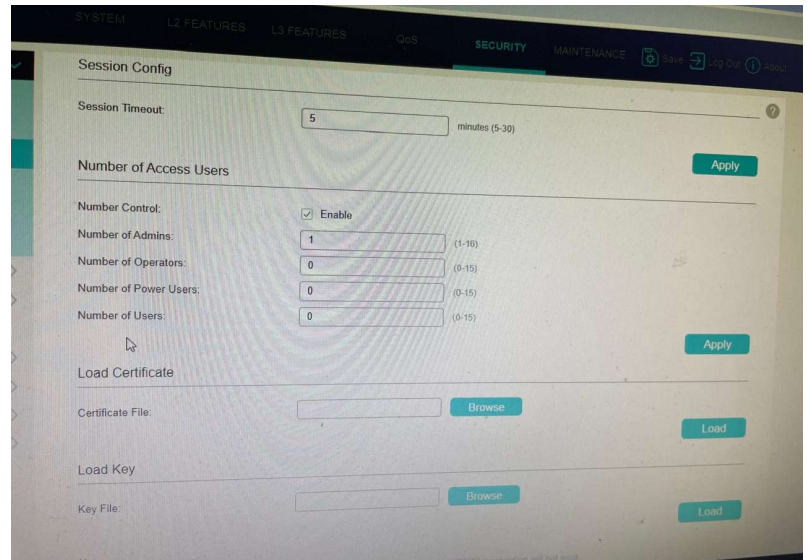 SYSTEM L2 FEATURES L3 FEATURES QoS SECURITY MAINTENANCE Save Log Out About
Session Config
Session Timeout: 5 minutes (5-30)
Apply
Number of Access Users
Number Control: Enable
Number of Admins: 1 (1-16)
Number of Operators: 0 (0-15)
Number of Power Users: 0 (0-15)
Number of Users: 0 (0-15)
Apply
Load Certificate
Certificate File: Browse
Load
Load Key
Key File: Browse
Load